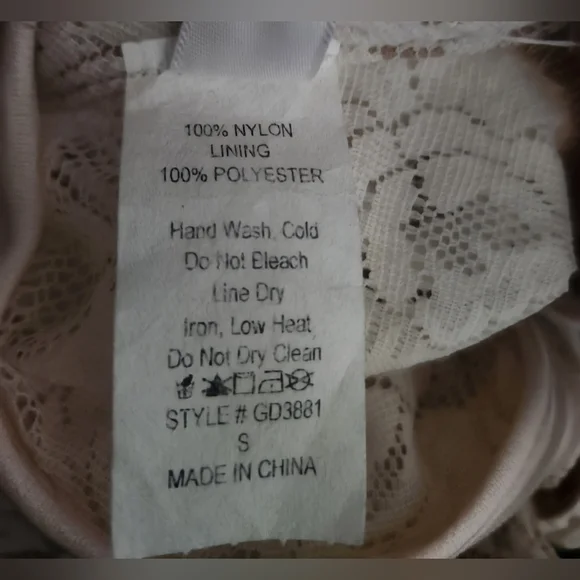 100% NYLON
LINING
100% POLYESTER
Hand Wash, Cold
Do Not Bleach
Line Dry
Iron, Low Heat
Do Not Dry Clean
STYLE # GD3881
S
MADE IN CHINA